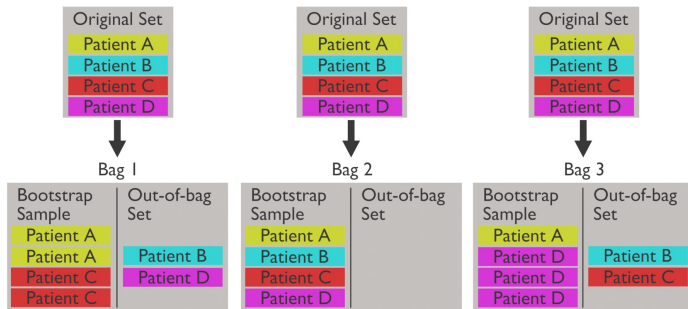 Original Set
Patient A
Patient B
Patient C
Patient D
Original Set
Patient A
Patient B
Patient C
Patient D
Original Set
Patient A
Patient B
Patient C
Patient D
Bag 1
Bootstrap
Sample
Patient A
Patient A
Patient C
Patient C
Out-of-bag
Set
Patient B
Patient D
Bag 2
Bootstrap
Sample
Patient A
Patient B
Patient C
Patient D
Out-of-bag
Set
Bag 3
Bootstrap
Sample
Patient A
Patient D
Patient D
Patient D
Out-of-bag
Set
Patient B
Patient C